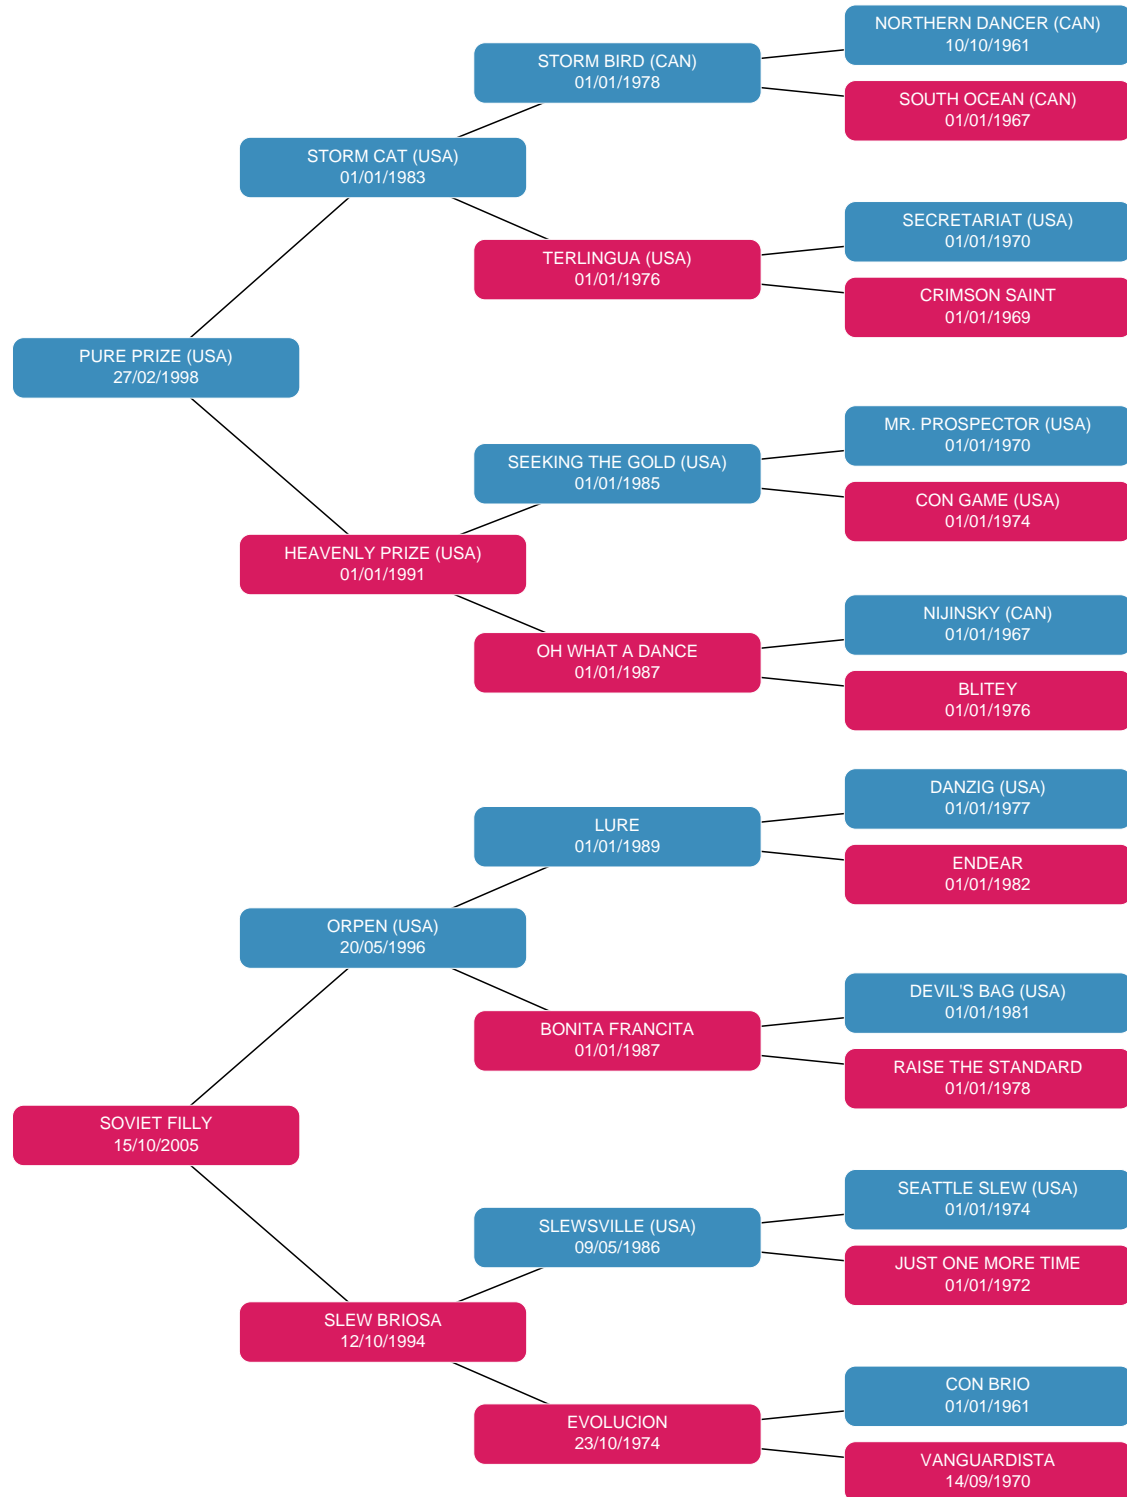 NORTHERN DANCER (CAN)
10/10/1961
STORM BIRD (CAN)
01/01/1978
SOUTH OCEAN (CAN)
01/01/1967
STORM CAT (USA)
01/01/1983
SECRETARIAT (USA)
01/01/1970
TERLINGUA (USA)
01/01/1976
CRIMSON SAINT
01/01/1969
PURE PRIZE (USA)
27/02/1998
MR. PROSPECTOR (USA)
01/01/1970
SEEKING THE GOLD (USA)
01/01/1985
CON GAME (USA)
01/01/1974
HEAVENLY PRIZE (USA)
01/01/1991
NIJINSKY (CAN)
01/01/1967
OH WHAT A DANCE
01/01/1987
BLITEY
01/01/1976
DANZIG (USA)
01/01/1977
LURE
01/01/1989
ENDEAR
01/01/1982
ORPEN (USA)
20/05/1996
DEVIL'S BAG (USA)
01/01/1981
BONITA FRANCITA
01/01/1987
RAISE THE STANDARD
01/01/1978
SOVIET FILLY
15/10/2005
SEATTLE SLEW (USA)
01/01/1974
SLEWSVILLE (USA)
09/05/1986
JUST ONE MORE TIME
01/01/1972
SLEW BRIOSA
12/10/1994
CON BRIO
01/01/1961
EVOLUCION
23/10/1974
VANGUARDISTA
14/09/1970